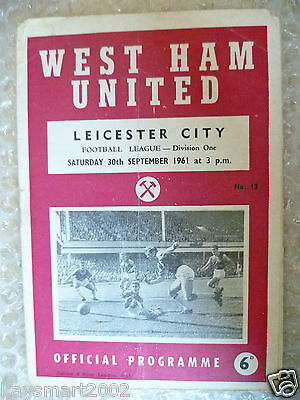 WEST HAM
UNITED
LEICESTER CITY
FOOTBALL LEAGUE — Division One
SATURDAY 30th SEPTEMBER 1961 at 3 p.m.
No. 13
OFFICIAL PROGRAMME
6D
kaysmart2002